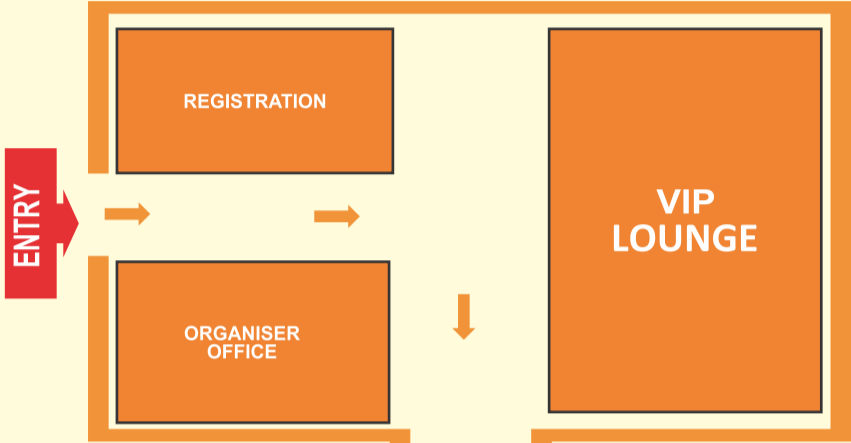 REGISTRATION
ENTRY
VIP
LOUNGE
ORGANISER
OFFICE